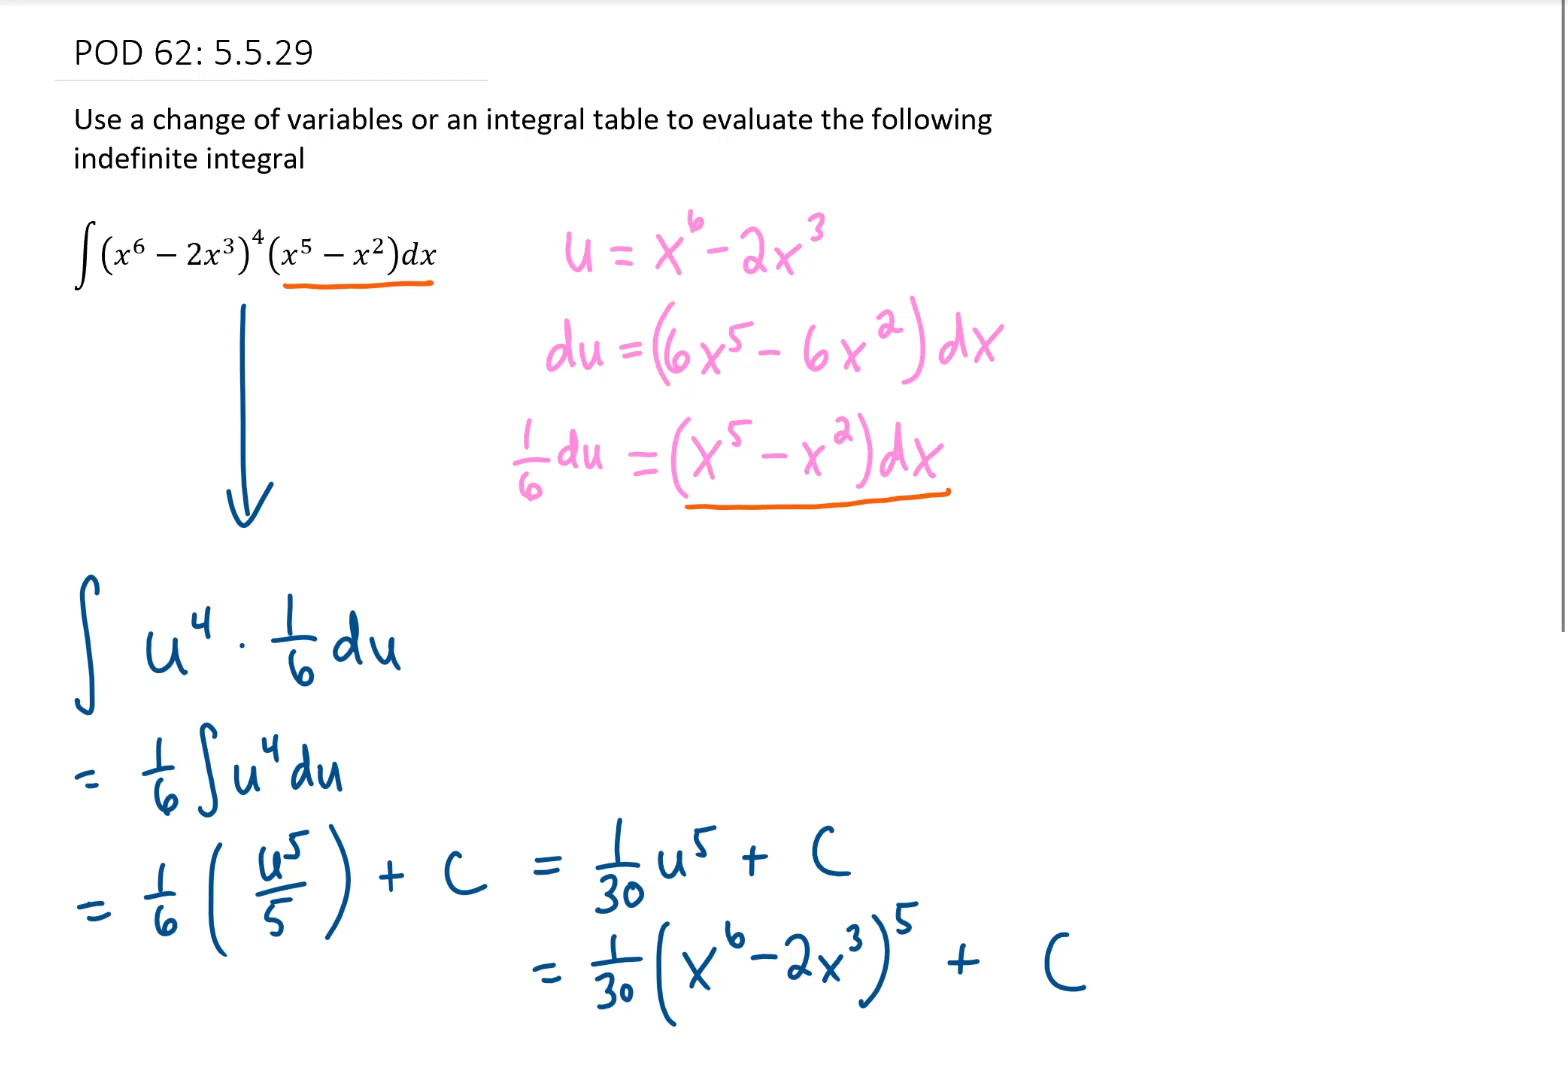 POD 62: 5.5.29
Use a change of variables or an integral table to evaluate the following
indefinite integral
∫(x⁶ − 2x³)⁴(x⁵ − x²)dx
u = x⁶ − 2x³
du = (6x⁵ − 6x²)dx
1/6 du = (x⁵ − x²)dx
∫ u⁴ · 1/6 du
= 1/6 ∫u⁴du
= 1/6 (u⁵/5) + C = 1/30 u⁵ + C
= 1/30 (x⁶ − 2x³)⁵ + C